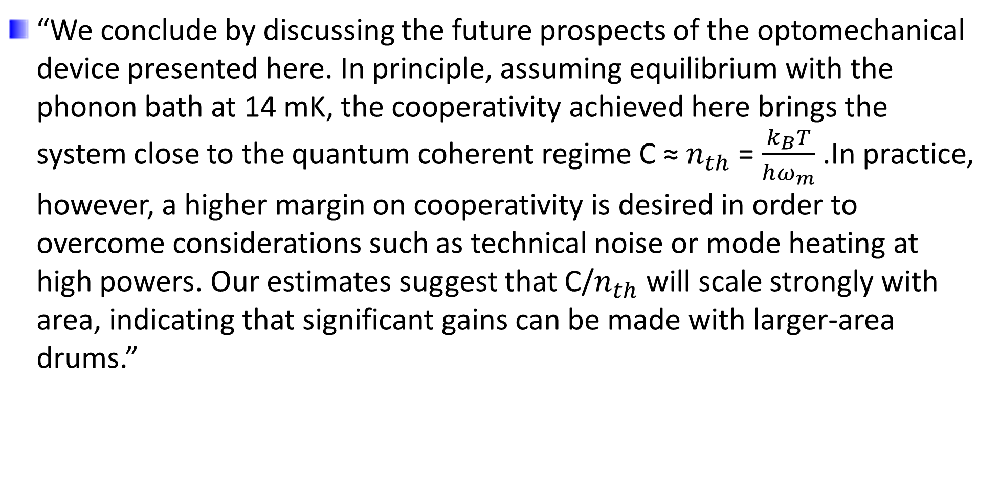 “We conclude by discussing the future prospects of the optomechanical
device presented here. In principle, assuming equilibrium with the
phonon bath at 14 mK, the cooperativity achieved here brings the
system close to the quantum coherent regime C ≈ $n_{th}$ = $\frac{k_BT}{h\omega_m}$ .In practice,
however, a higher margin on cooperativity is desired in order to
overcome considerations such as technical noise or mode heating at
high powers. Our estimates suggest that C/$n_{th}$ will scale strongly with
area, indicating that significant gains can be made with larger-area
drums.”